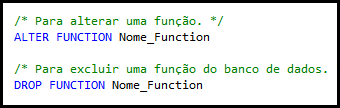 /* Para alterar uma função. */
ALTER FUNCTION Nome_Function
/* Para excluir uma função do banco de dados.
DROP FUNCTION Nome_Function